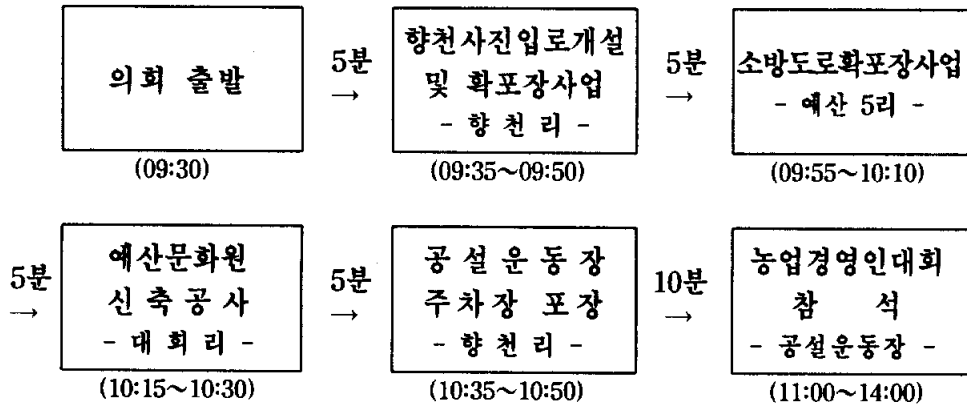 의회 출발
(09:30)
5분
→
향천사진입로개설
및 확포장사업
- 향 천 리 -
(09:35～09:50)
5분
→
소방도로확포장사업
- 예산 5리 -
(09:55～10:10)
5분
→
예산문화원
신 축 공 사
- 대 회 리 -
(10:15～10:30)
5분
→
공 설 운 동 장
주차장 포장
- 향 천 리 -
(10:35～10:50)
10분
→
농업경영인대회
참 석
- 공설운동장 -
(11:00～14:00)